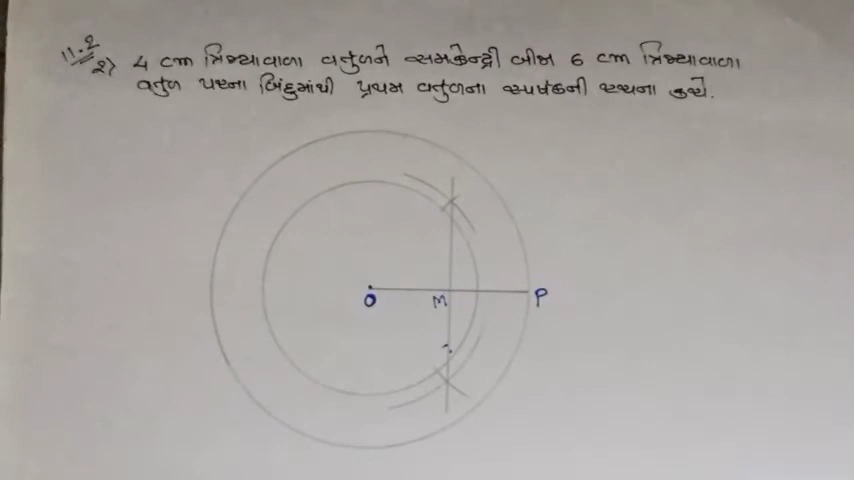 11.2
2) 4 cm ત્રિજ્યાવાળા વર્તુળને સમકેન્દ્રી બીજા 6 cm ત્રિજ્યાવાળા
વર્તુળ પરના બિંદુમાંથી પ્રથમ વર્તુળના સ્પર્શકની રચના કરો.
O M P